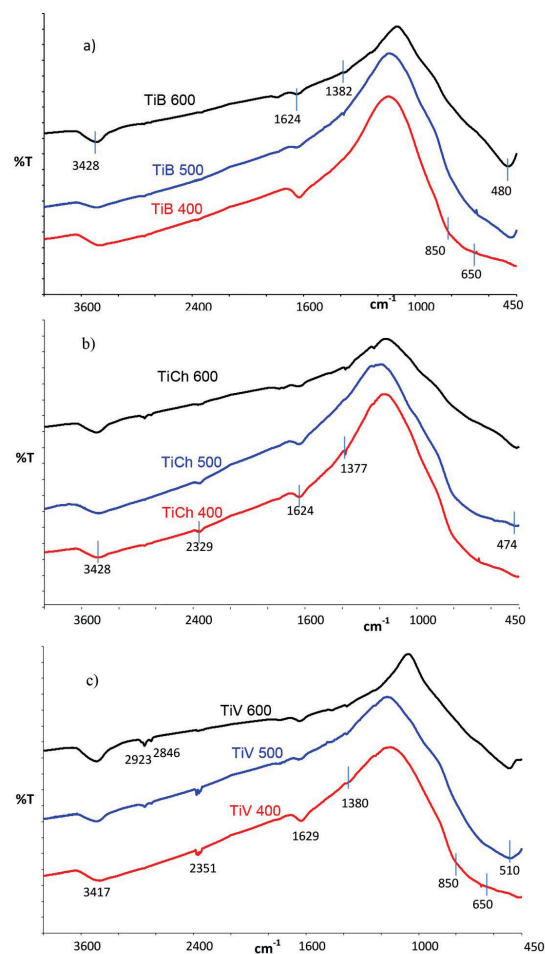 a)
TiB 600
1624
1382
3428
%T
TiB 500
480
TiB 400
850
650
3600
2400
1600
cm-1
1000
450
b)
TiCh 600
%T
TiCh 500
1377
TiCh 400
1624
474
2329
3428
3600
2400
1600
cm-1
1000
450
c)
TiV 600
2923
2846
TiV 500
%T
TiV 400
1380
1629
510
2351
850
3417
650
3600
2400
1600
1000
450
cm-1